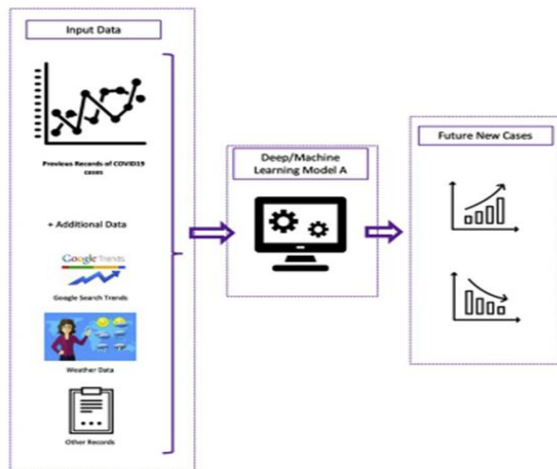 Input Data
Previous Records of COVID19
cases
+ Additional Data
Google Trends
Google Search Trends
Weather Data
Other Records
Deep/Machine
Learning Model A
Future New Cases